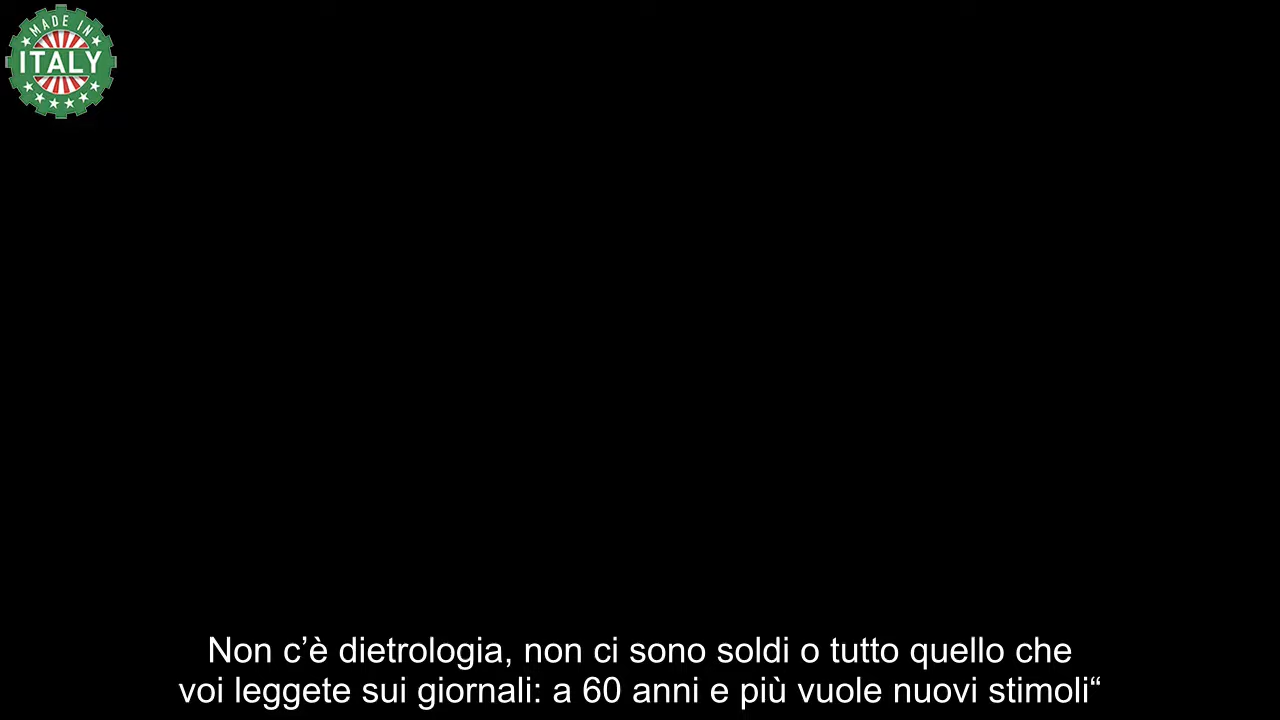 MADE IN
ITALY
Non c’è dietrologia, non ci sono soldi o tutto quello che
voi leggete sui giornali: a 60 anni e più vuole nuovi stimoli“